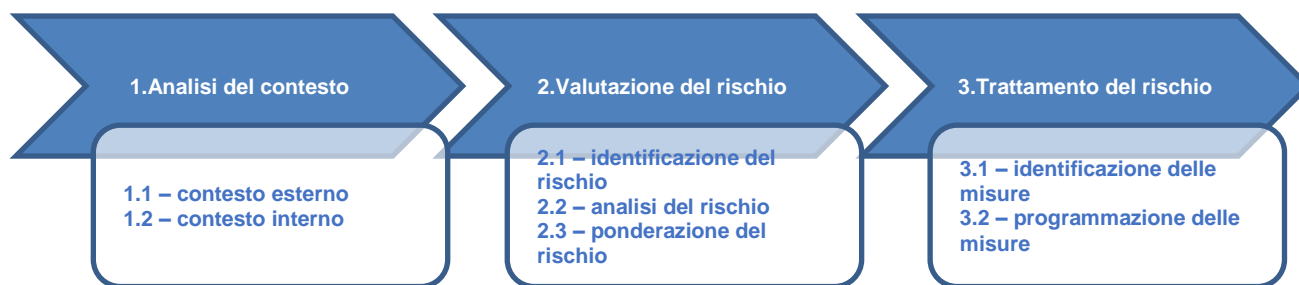 1.Analisi del contesto
1.1 – contesto esterno
1.2 – contesto interno
2.Valutazione del rischio
2.1 – identificazione del
rischio
2.2 – analisi del rischio
2.3 – ponderazione del
rischio
3.Trattamento del rischio
3.1 – identificazione delle
misure
3.2 – programmazione delle
misure